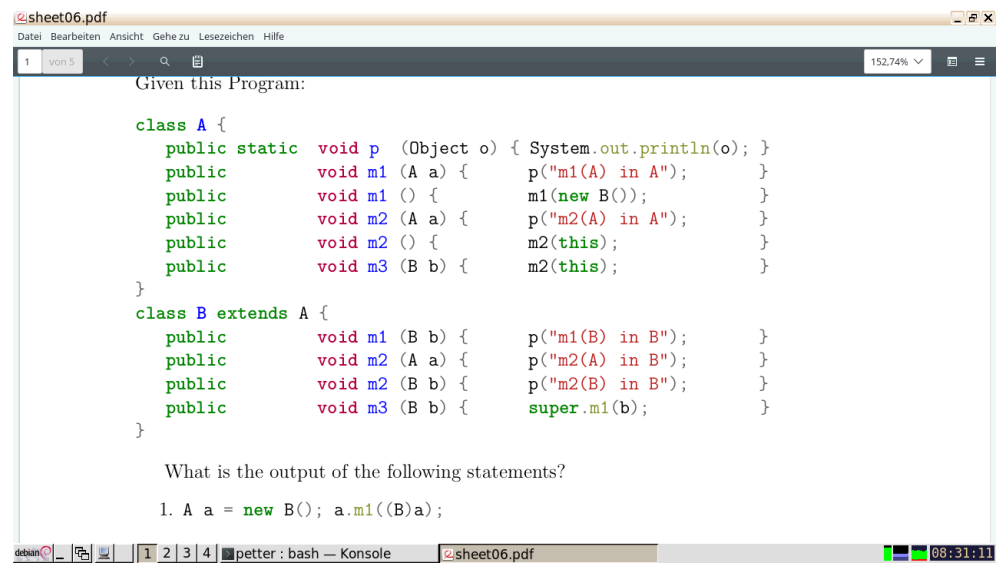 sheet06.pdf
Datei Bearbeiten Ansicht Gehe zu Lesezeichen Hilfe
1 von 5 152,74%
Given this Program:
class A {
public static void p (Object o) { System.out.println(o); }
public void m1 (A a) { p("m1(A) in A"); }
public void m1 () { m1(new B()); }
public void m2 (A a) { p("m2(A) in A"); }
public void m2 () { m2(this); }
public void m3 (B b) { m2(this); }
}
class B extends A {
public void m1 (B b) { p("m1(B) in B"); }
public void m2 (A a) { p("m2(A) in B"); }
public void m2 (B b) { p("m2(B) in B"); }
public void m3 (B b) { super.m1(b); }
}
What is the output of the following statements?
1. A a = new B(); a.m1((B)a);
debian 1 2 3 4 petter : bash — Konsole sheet06.pdf 08:31:11